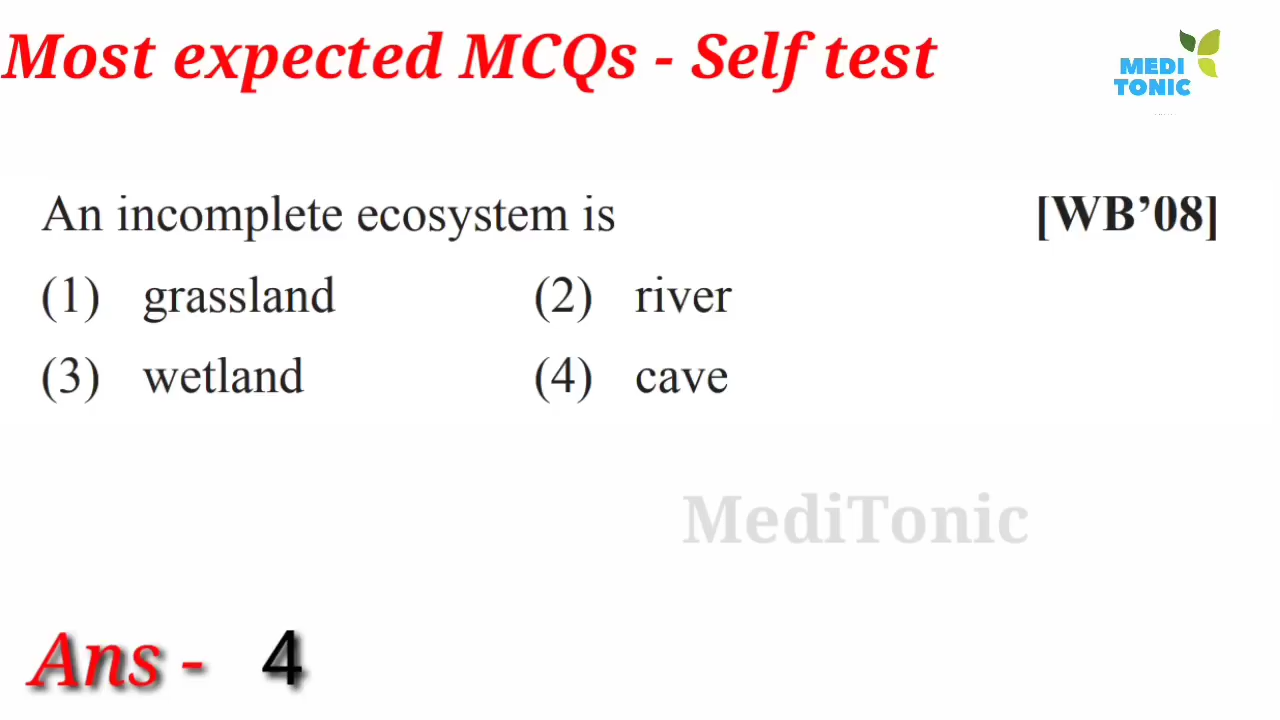 Most expected MCQs - Self test
MEDI
TONIC
An incomplete ecosystem is [WB’08]
(1) grassland (2) river
(3) wetland (4) cave
MediTonic
Ans - 4